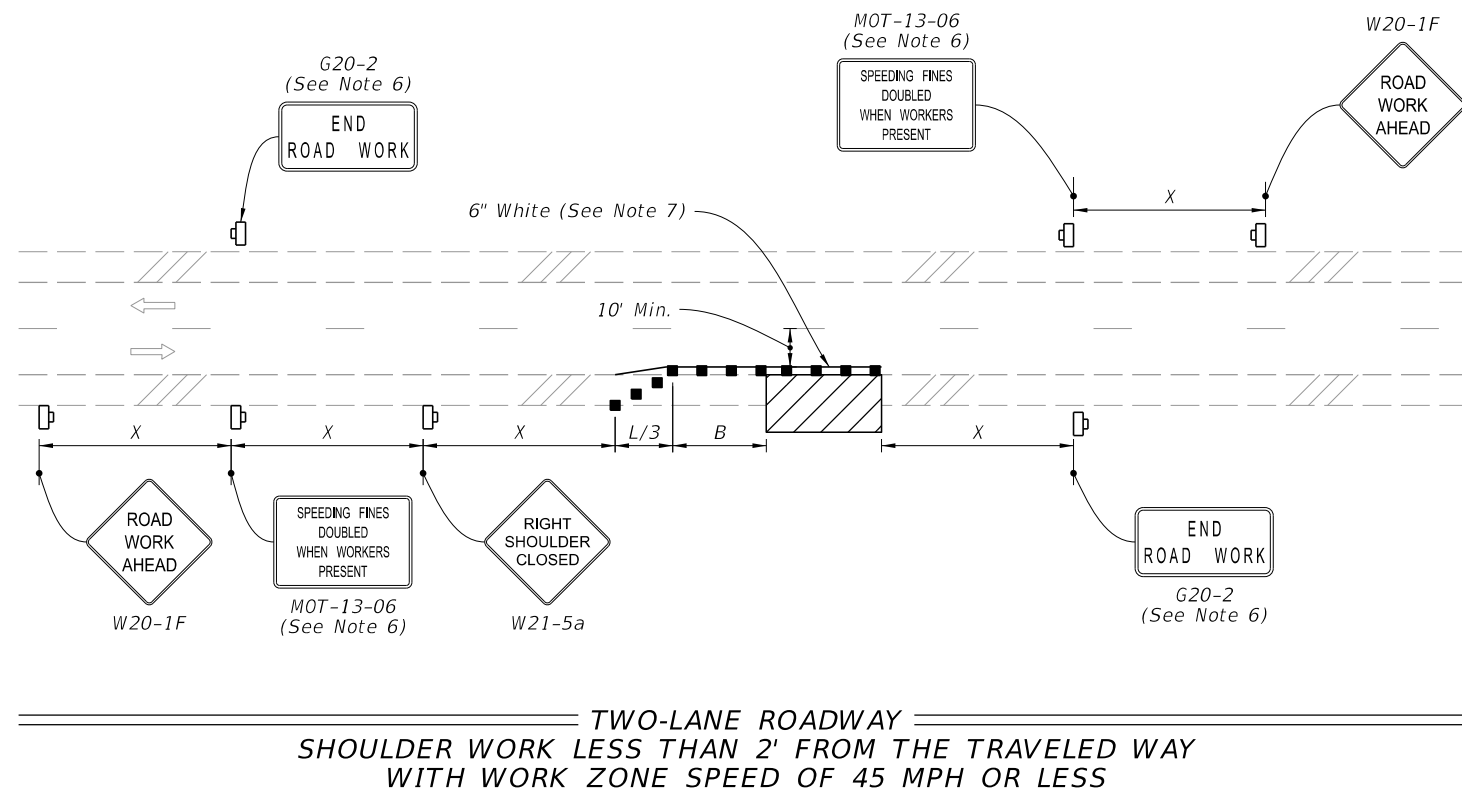 MOT-13-06
(See Note 6)
W20-1F
G20-2
(See Note 6)
SPEEDING FINES
DOUBLED
WHEN WORKERS
PRESENT
ROAD
WORK
AHEAD
END
ROAD WORK
X
6" White (See Note 7)
10' Min.
X
X
X
L/3
B
X
ROAD
WORK
AHEAD
W20-1F
SPEEDING FINES
DOUBLED
WHEN WORKERS
PRESENT
MOT-13-06
(See Note 6)
RIGHT
SHOULDER
CLOSED
W21-5a
END
ROAD WORK
G20-2
(See Note 6)
TWO-LANE ROADWAY
SHOULDER WORK LESS THAN 2' FROM THE TRAVELED WAY
WITH WORK ZONE SPEED OF 45 MPH OR LESS